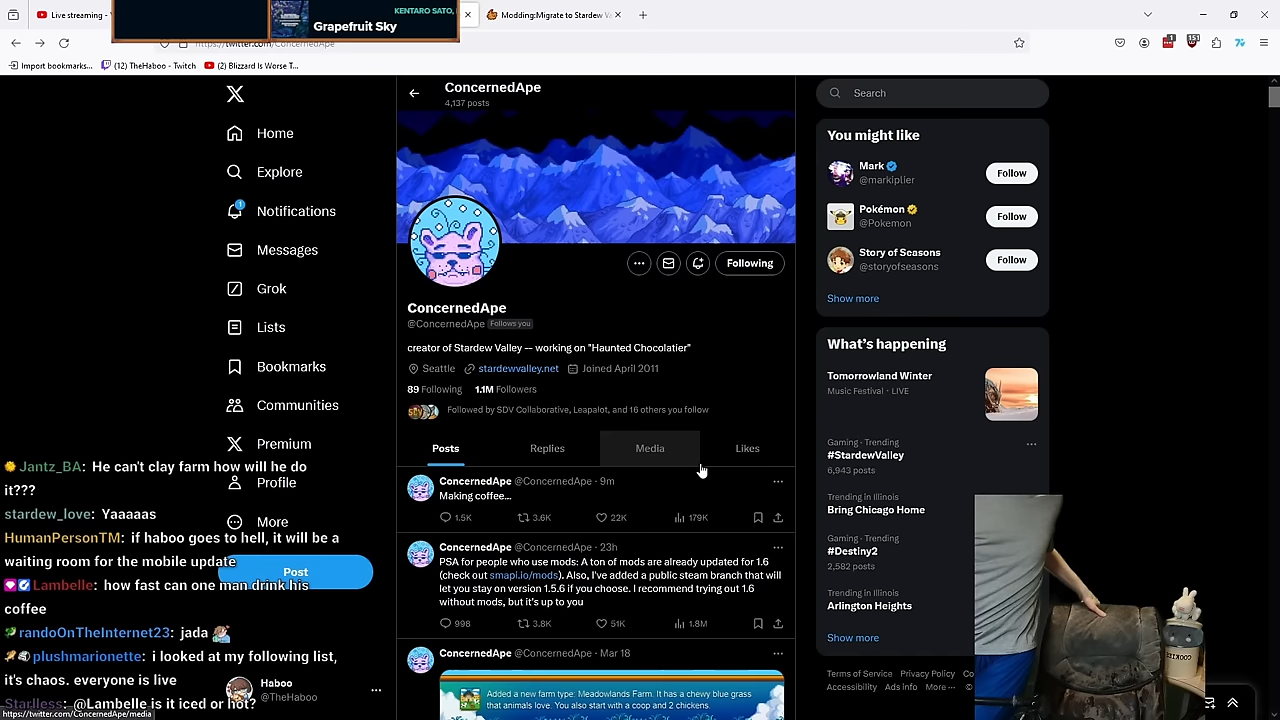 Live streaming -
KENTARO SATO,
Grapefruit Sky
Modding:Migrate to Stardew Va
https://twitter.com/ConcernedApe
Import bookmarks...
(12) TheHaboo - Twitch
(2) Blizzard Is Worse T...
1
151
Home
Explore
1
Notifications
Messages
Grok
Lists
Bookmarks
Communities
Premium
Profile
More
Post
Haboo
@TheHaboo
ConcernedApe
4,137 posts
Following
ConcernedApe
@ConcernedApe Follows you
creator of Stardew Valley -- working on "Haunted Chocolatier"
Seattle stardewvalley.net Joined April 2011
89 Following 1.1M Followers
Followed by SDV Collaborative, Leapalot, and 16 others you follow
Posts Replies Media Likes
ConcernedApe @ConcernedApe · 9m
Making coffee...
1.5K 3.6K 22K 179K
ConcernedApe @ConcernedApe · 23h
PSA for people who use mods: A ton of mods are already updated for 1.6
(check out smapi.io/mods). Also, I've added a public steam branch that will
let you stay on version 1.5.6 if you choose. I recommend trying out 1.6
without mods, but it's up to you
998 3.8K 51K 1.8M
ConcernedApe @ConcernedApe · Mar 18
Added a new farm type: Meadowlands Farm. It has a chewy blue grass
that animals love. You also start with a coop and 2 chickens.
Search
You might like
Mark
@markiplier
Follow
Pokémon
@Pokemon
Follow
Story of Seasons
@storyofseasons
Follow
Show more
What's happening
Tomorrowland Winter
Music Festival · LIVE
Gaming · Trending
#StardewValley
6,943 posts
Trending in Illinois
Bring Chicago Home
Gaming · Trending
#Destiny2
2,582 posts
Trending in Illinois
Arlington Heights
Show more
Terms of Service Privacy Policy Co
Accessibility Ads info More ··· ©
Jantz_BA: He can't clay farm how will he do
it???
stardew_love: Yaaaaas
HumanPersonTM: if haboo goes to hell, it will be a
waiting room for the mobile update
Lambelle: how fast can one man drink his
coffee
randoOnTheInternet23: jada
plushmarionette: i looked at my following list,
it's chaos. everyone is live
Starlless: @Lambelle is it iced or hot?
https://twitter.com/ConcernedApe/media